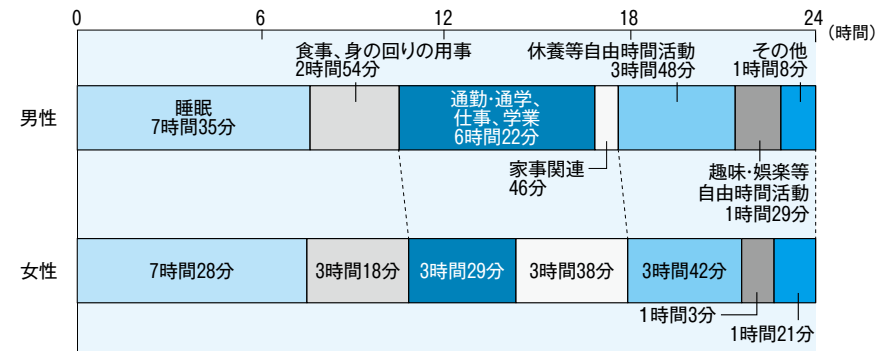 0 6 12 18 24
（時間）
食事、身の回りの用事
2時間54分
休養等自由時間活動
3時間48分
その他
1時間8分
男性
睡眠
7時間35分
通勤・通学、
仕事、学業
6時間22分
家事関連
46分
趣味・娯楽等
自由時間活動
1時間29分
女性
7時間28分
3時間18分
3時間29分
3時間38分
3時間42分
1時間3分
1時間21分